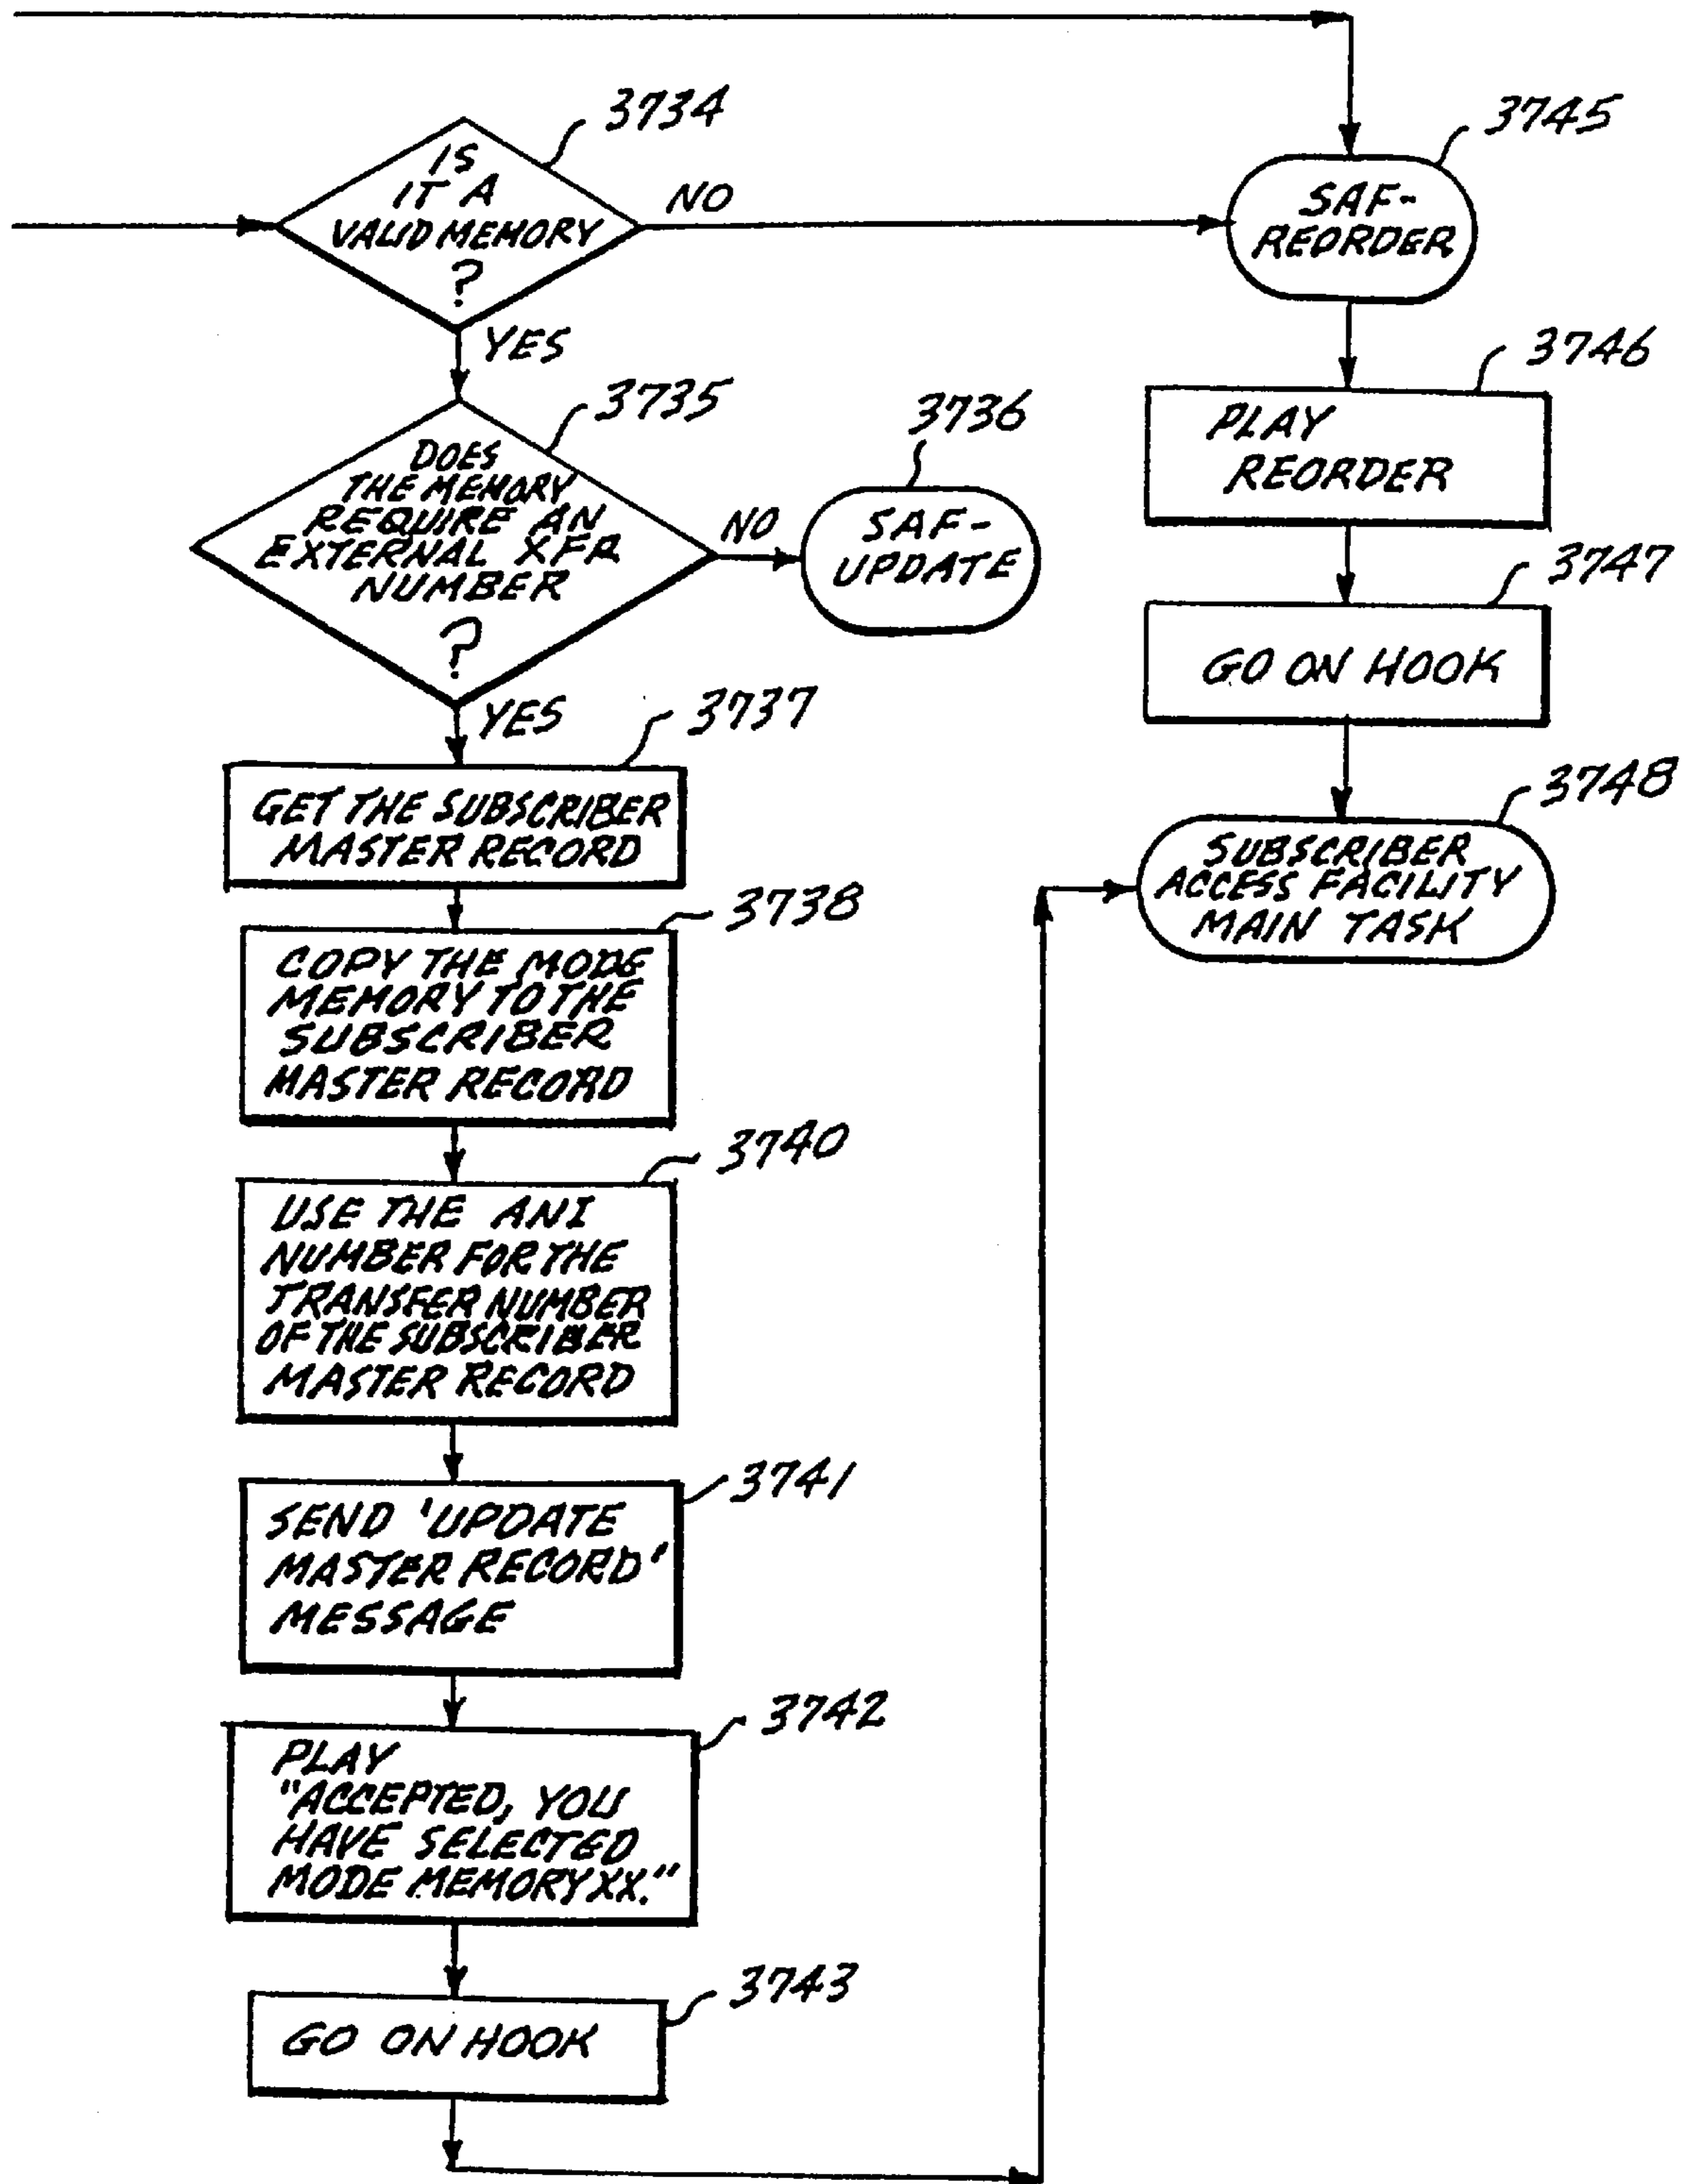 3734
IS
IT A
VALID MEMORY
?
NO
YES
3745
SAF-
REORDER
3746
PLAY
REORDER
3747
GO ON HOOK
3748
SUBSCRIBER
ACCESS FACILITY
MAIN TASK
3735
DOES
THE MEMORY
REQUIRE AN
EXTERNAL XFR
NUMBER
?
NO
YES
3736
SAF-
UPDATE
3737
GET THE SUBSCRIBER
MASTER RECORD
3738
COPY THE MODE
MEMORY TO THE
SUBSCRIBER
MASTER RECORD
3740
USE THE ANI
NUMBER FOR THE
TRANSFER NUMBER
OF THE SUBSCRIBER
MASTER RECORD
3741
SEND 'UPDATE
MASTER RECORD'
MESSAGE
3742
PLAY
"ACCEPTED, YOU
HAVE SELECTED
MODE MEMORY XX."
3743
GO ON HOOK